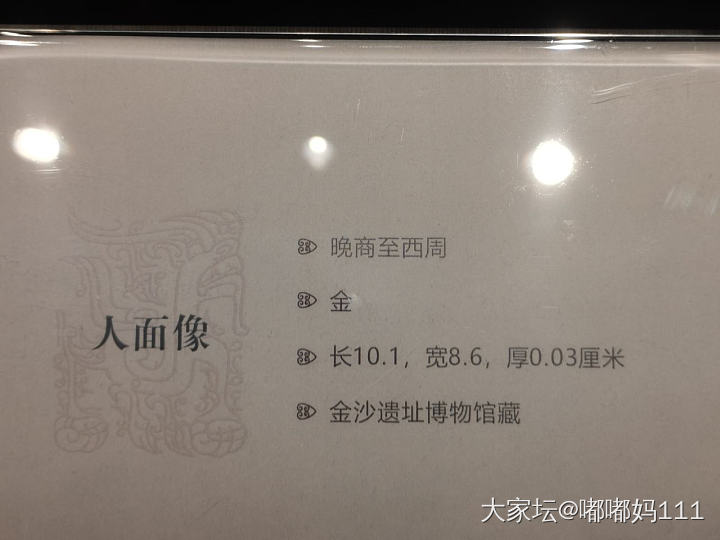 人面像
晚商至西周
金
长10.1，宽8.6，厚0.03厘米
金沙遗址博物馆藏
大家坛@嘟嘟妈111